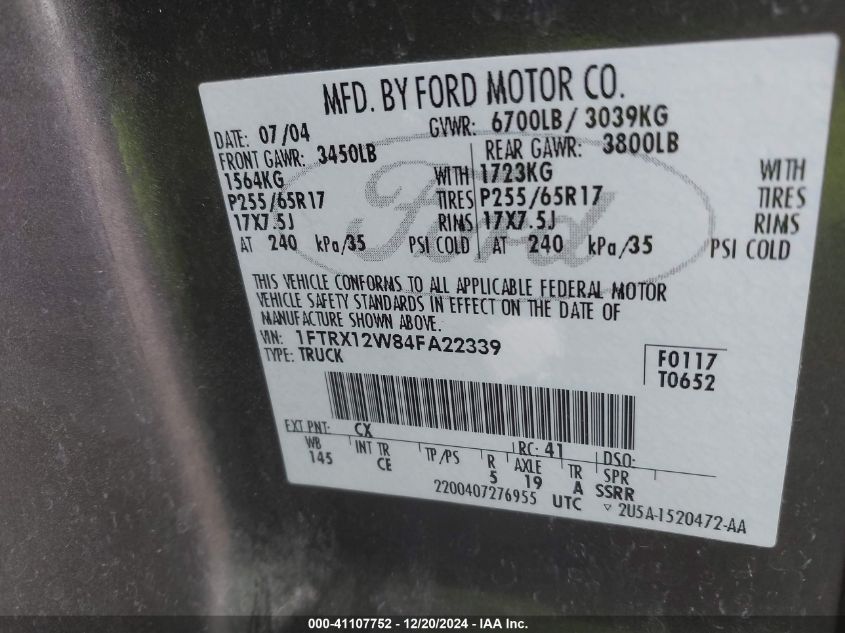 MFD. BY FORD MOTOR CO.
DATE: 07/04 GVWR: 6700LB/ 3039KG
FRONT GAWR: 3450LB REAR GAWR: 3800LB
1564KG WITH 1723KG WITH
P255/65R17 TIRES P255/65R17 TIRES
17X7.5J RIMS 17X7.5J RIMS
AT 240 kPa/35 PSI COLD AT 240 kPa/35 PSI COLD
Ford
THIS VEHICLE CONFORMS TO ALL APPLICABLE FEDERAL MOTOR
VEHICLE SAFETY STANDARDS IN EFFECT ON THE DATE OF
MANUFACTURE SHOWN ABOVE.
VIN: 1FTRX12W84FA22339
TYPE: TRUCK
F0117
T0652
EXT PNT: CX RC: 41 DSO:
WB INT TR TP/PS R AXLE TR SPR
145 CE 5 19 A SSRR
2200407276955 UTC ▽ 2U5A-1520472-AA
000-41107752 - 12/20/2024 - IAA Inc.